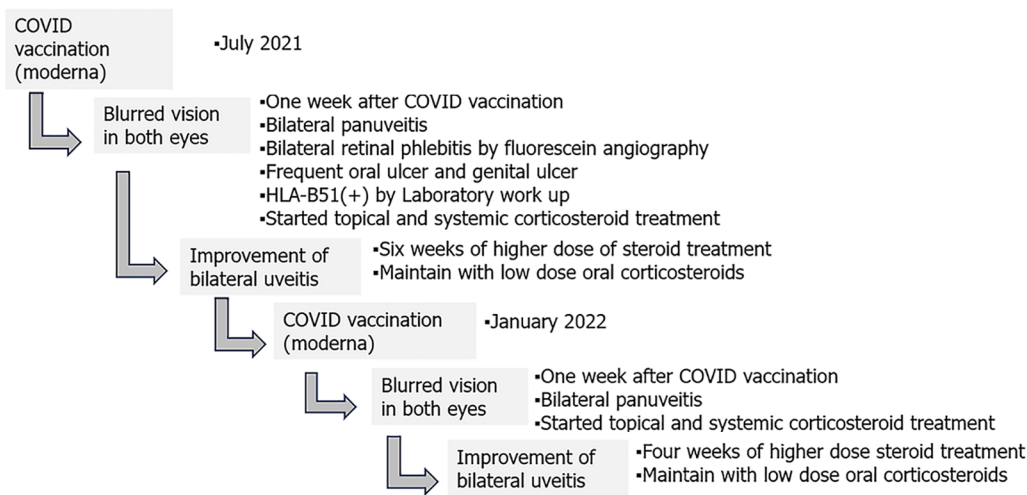 COVID
vaccination
(moderna)
▪July 2021
Blurred vision
in both eyes
▪One week after COVID vaccination
▪Bilateral panuveitis
▪Bilateral retinal phlebitis by fluorescein angiography
▪Frequent oral ulcer and genital ulcer
▪HLA-B51(+) by Laboratory work up
▪Started topical and systemic corticosteroid treatment
Improvement of
bilateral uveitis
▪Six weeks of higher dose of steroid treatment
▪Maintain with low dose oral corticosteroids
COVID vaccination
(moderna)
▪January 2022
Blurred vision
in both eyes
▪One week after COVID vaccination
▪Bilateral panuveitis
▪Started topical and systemic corticosteroid treatment
Improvement of
bilateral uveitis
▪Four weeks of higher dose steroid treatment
▪Maintain with low dose oral corticosteroids